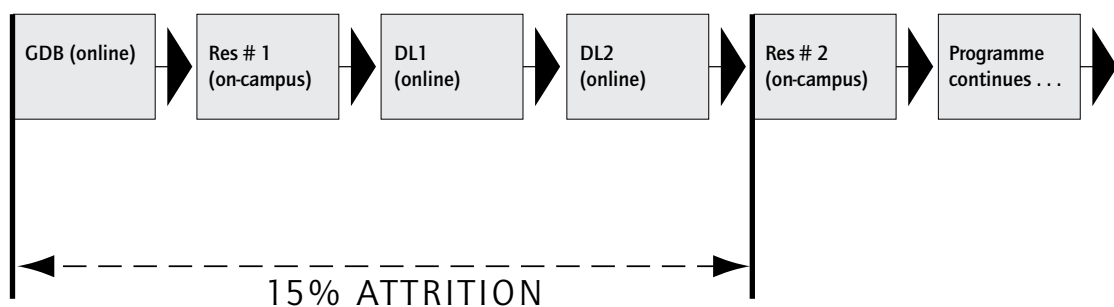 GDB (online)
Res # 1
(on-campus)
DL1
(online)
DL2
(online)
Res # 2
(on-campus)
Programme
continues . . .
15% ATTRITION